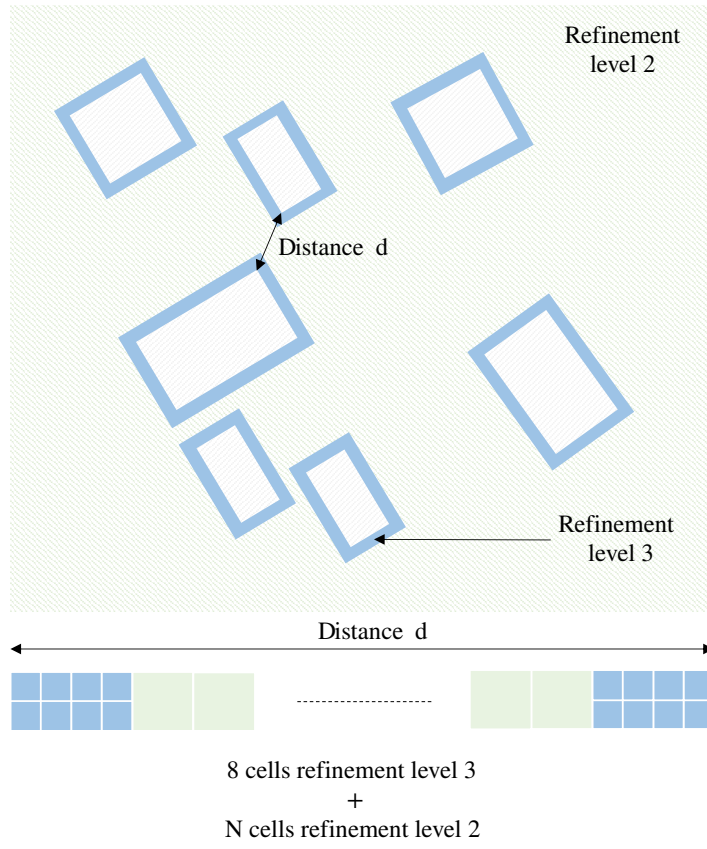 Refinement
level 2
Distance d
Refinement
level 3
Distance d
8 cells refinement level 3
+
N cells refinement level 2